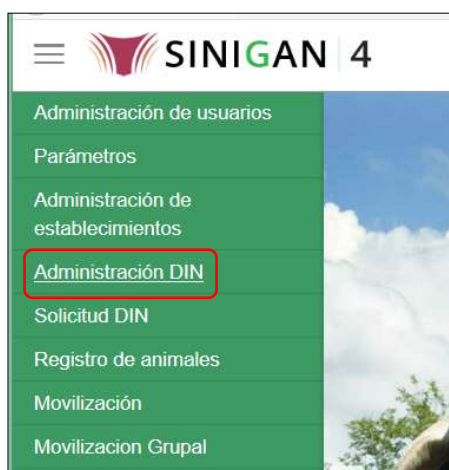 SINIGAN 4
Administración de usuarios
Parámetros
Administración de
establecimientos
Administración DIN
Solicitud DIN
Registro de animales
Movilización
Movilizacion Grupal